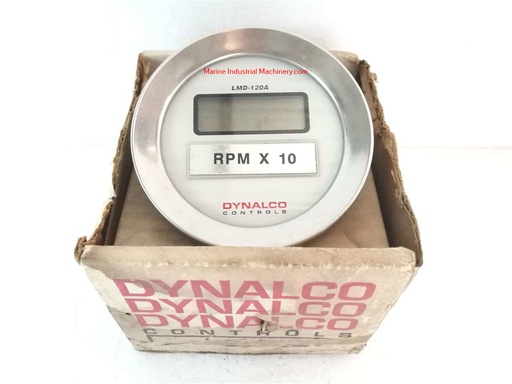 Marine Industrial Machinery.com
LMD-120A
RPM X 10
DYNALCO
CONTROLS
DYNALCO
DYNALCO
DYNALCO
CONTROLS